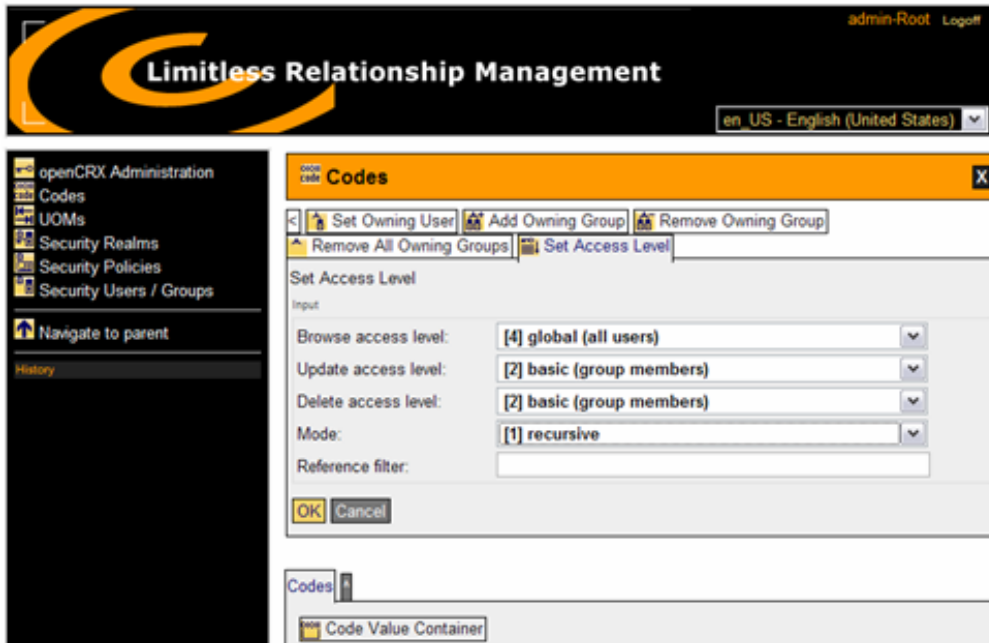 admin-Root Logoff
Limitless Relationship Management
en_US - English (United States)
openCRX Administration
Codes
UOMs
Security Realms
Security Policies
Security Users / Groups
Navigate to parent
History
Codes
X
< Set Owning User Add Owning Group Remove Owning Group
Remove All Owning Groups Set Access Level
Set Access Level
Input
Browse access level: [4] global (all users)
Update access level: [2] basic (group members)
Delete access level: [2] basic (group members)
Mode: [1] recursive
Reference filter:
OK Cancel
Codes
Code Value Container